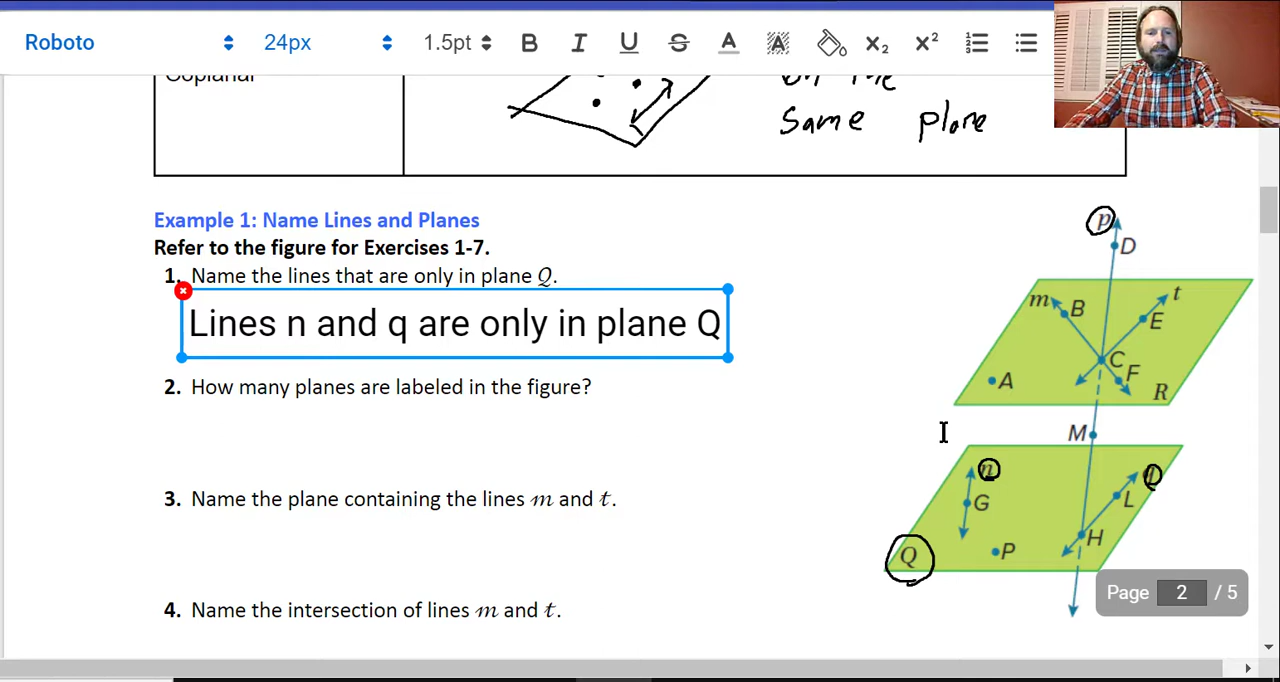 Roboto 24px 1.5pt B I U S A A X₂ X²
Coplanar
on the
Same plane
Example 1: Name Lines and Planes
Refer to the figure for Exercises 1-7.
1. Name the lines that are only in plane Q.
Lines n and q are only in plane Q
2. How many planes are labeled in the figure?
3. Name the plane containing the lines m and t.
4. Name the intersection of lines m and t.
p
D
m B t
E
C
A F
R
M
n q
G L
H
Q P
Page 2 / 5